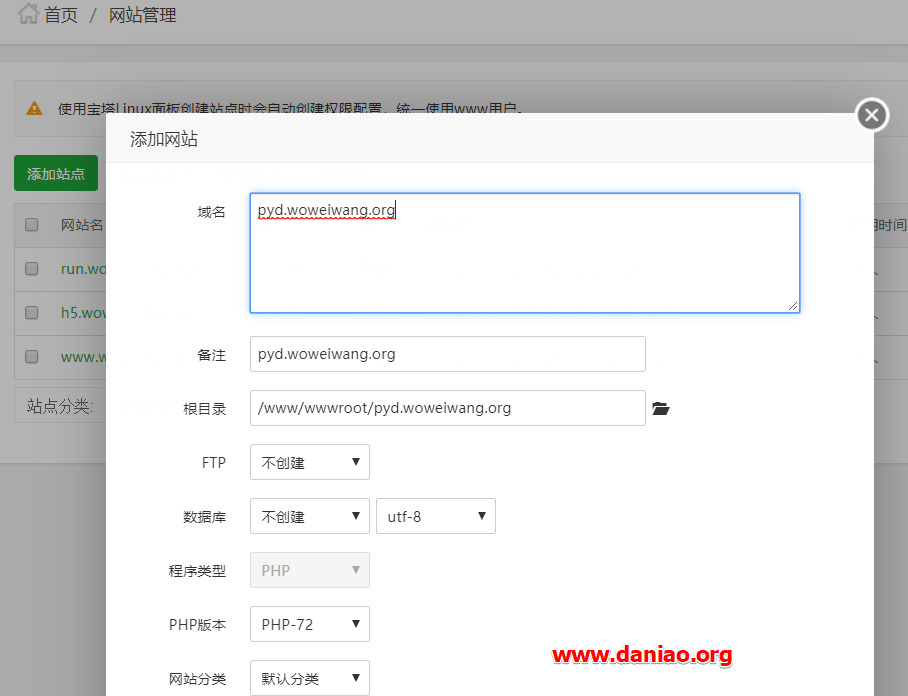 首页 / 网站管理
使用宝塔Linux面板创建站点时会自动创建权限配置，统一使用www用户。
添加网站
添加站点
域名 pyd.woweiwang.org
网站名
期时间
run.wo
h5.wow
www.w
备注 pyd.woweiwang.org
站点分类:
根目录 /www/wwwroot/pyd.woweiwang.org
FTP 不创建
数据库 不创建 utf-8
程序类型 PHP
PHP版本 PHP-72
www.daniao.org
网站分类 默认分类